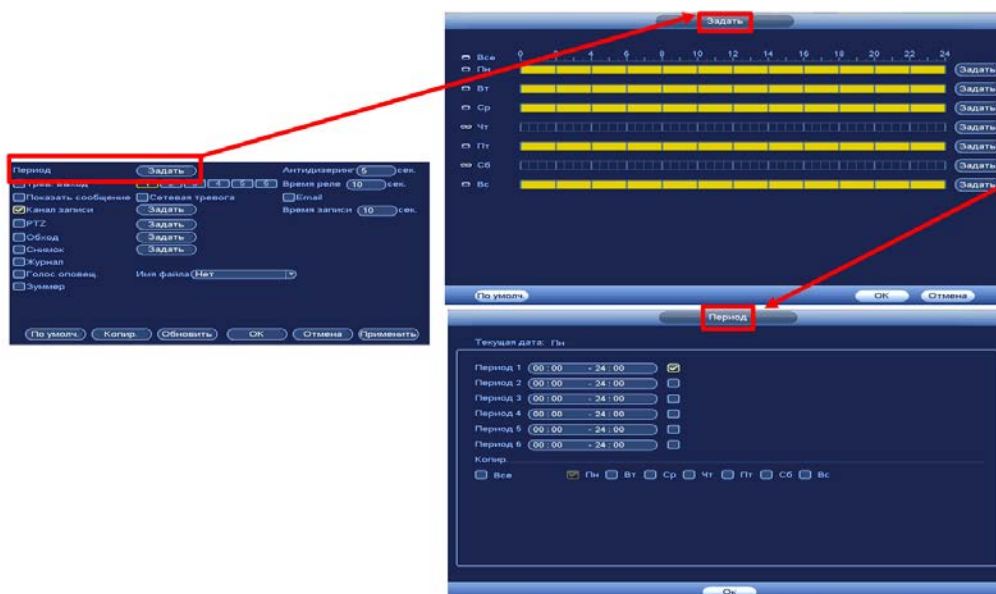 Период Задать Антидизеринг 5 сек.
Трев. выход 1 2 3 4 5 6 Время реле 10 сек.
Показать сообщение Сетевая тревога Email
Канал записи Задать Время записи 10 сек.
PTZ Задать
Обход Задать
Снимок Задать
Журнал
Голос оповещ. Имя файла Нет
Зуммер
По умолч. Копир. Обновить ОК Отмена Применить
Задать
Все 0 2 4 6 8 10 12 14 16 18 20 22 24
Пн Задать
Вт Задать
Ср Задать
Чт Задать
Пт Задать
Сб Задать
Вс Задать
По умолч. ОК Отмена
Период
Текущая дата: Пн
Период 1 00 : 00 - 24 : 00
Период 2 00 : 00 - 24 : 00
Период 3 00 : 00 - 24 : 00
Период 4 00 : 00 - 24 : 00
Период 5 00 : 00 - 24 : 00
Период 6 00 : 00 - 24 : 00
Копир.
Все Пн Вт Ср Чт Пт Сб Вс
Ок